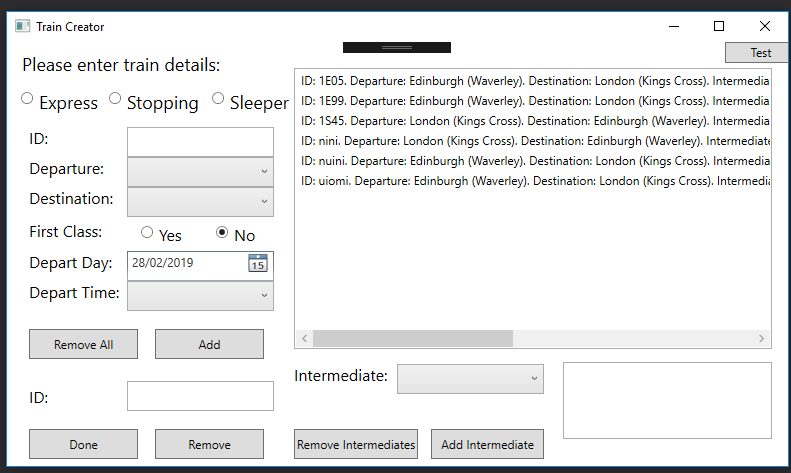 Train Creator
Test
Please enter train details:
Express Stopping Sleeper
ID:
Departure:
Destination:
First Class: Yes No
Depart Day: 28/02/2019 15
Depart Time:
Remove All Add
ID:
Done Remove
ID: 1E05. Departure: Edinburgh (Waverley). Destination: London (Kings Cross). Intermedia
ID: 1E99. Departure: Edinburgh (Waverley). Destination: London (Kings Cross). Intermedia
ID: 1S45. Departure: London (Kings Cross). Destination: Edinburgh (Waverley). Intermedia
ID: nini. Departure: London (Kings Cross). Destination: Edinburgh (Waverley). Intermediate
ID: nuini. Departure: Edinburgh (Waverley). Destination: London (Kings Cross). Intermedia
ID: uiomi. Departure: Edinburgh (Waverley). Destination: London (Kings Cross). Intermedia
Intermediate:
Remove Intermediates Add Intermediate